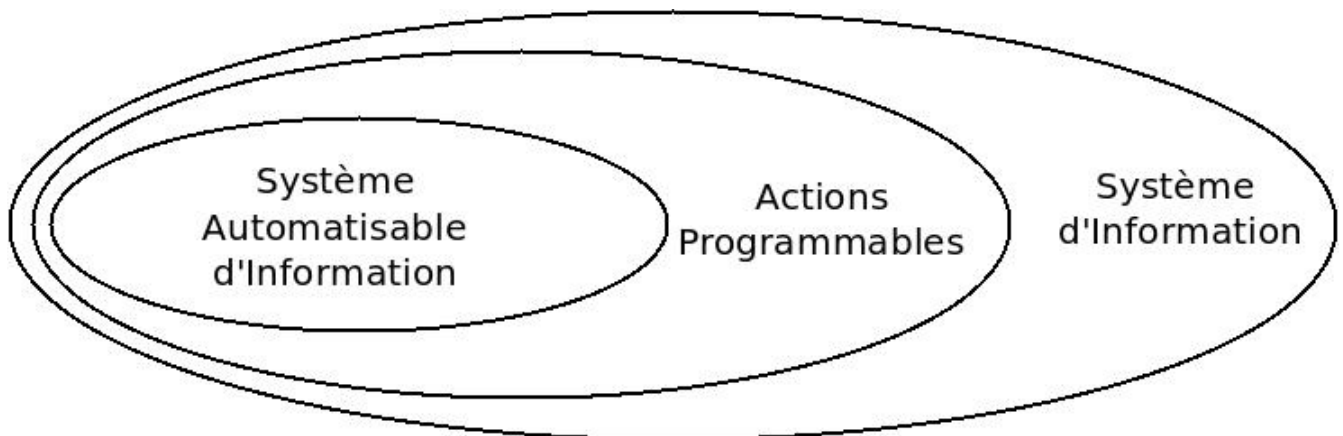 Système
Automatisable
d'Information
Actions
Programmables
Système
d'Information